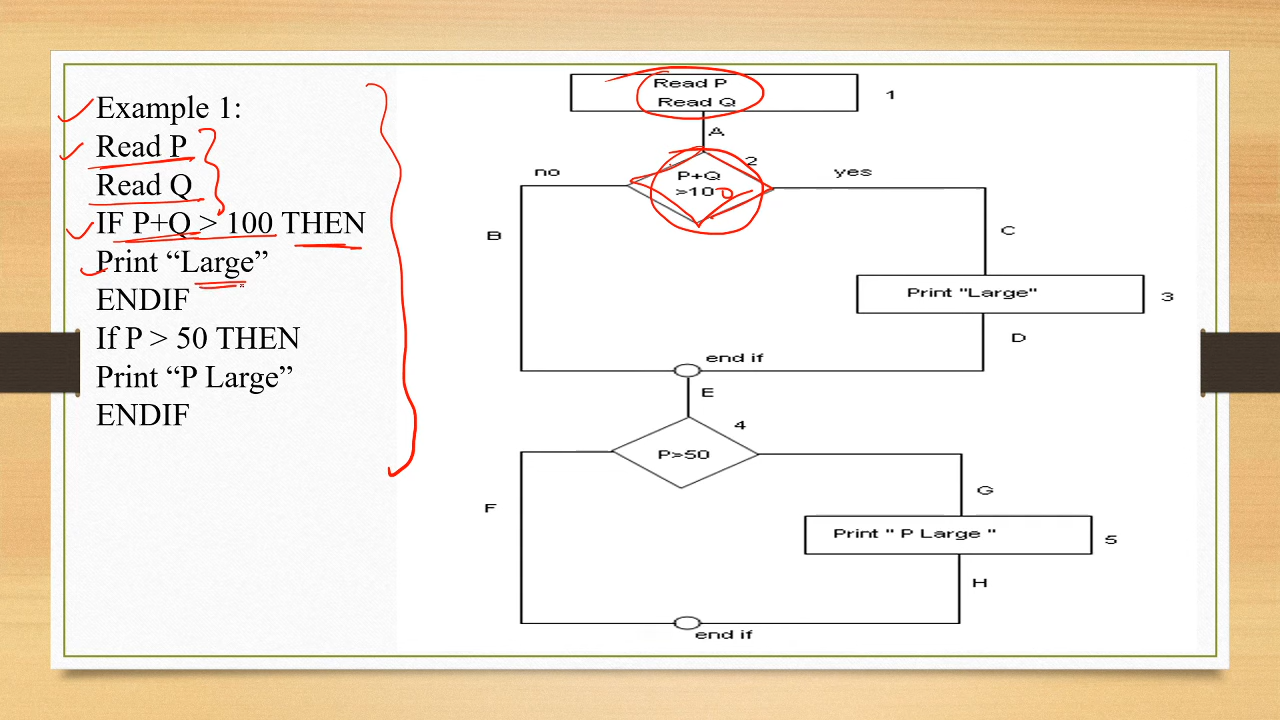 Example 1:
Read P
Read Q
IF P+Q > 100 THEN
Print “Large”
ENDIF
If P > 50 THEN
Print “P Large”
ENDIF
Read P
Read Q
1
A
2
no
P+Q
>100
yes
B
C
Print "Large"
3
D
end if
E
4
P>50
F
G
Print " P Large "
5
H
end if